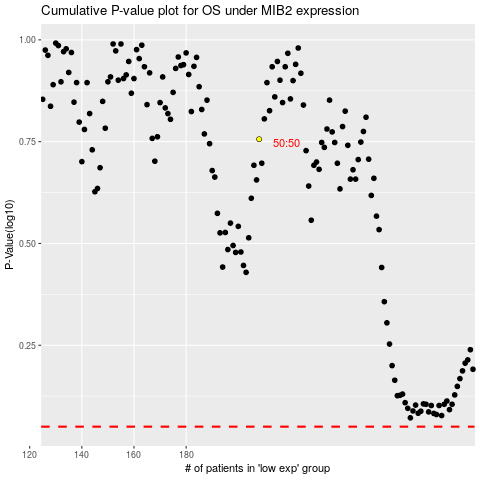 Cumulative P-value plot for OS under MIB2 expression
1.00
0.75
0.50
0.25
P-Value(log10)
50:50
120 140 160 180
# of patients in 'low exp' group